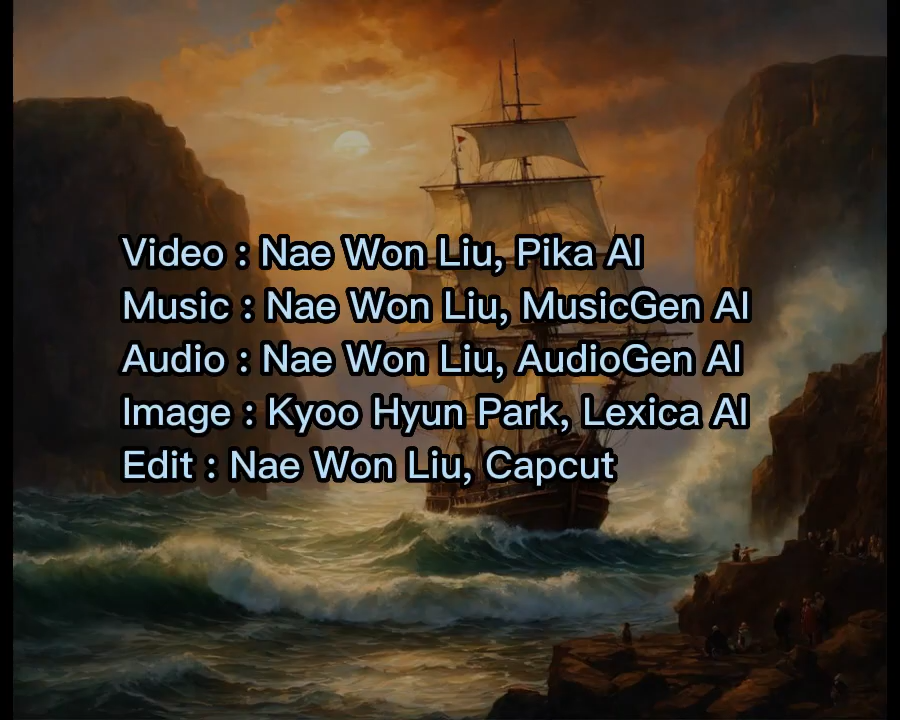 Video : Nae Won Liu, Pika AI
Music : Nae Won Liu, MusicGen AI
Audio : Nae Won Liu, AudioGen AI
Image : Kyoo Hyun Park, Lexica AI
Edit : Nae Won Liu, Capcut